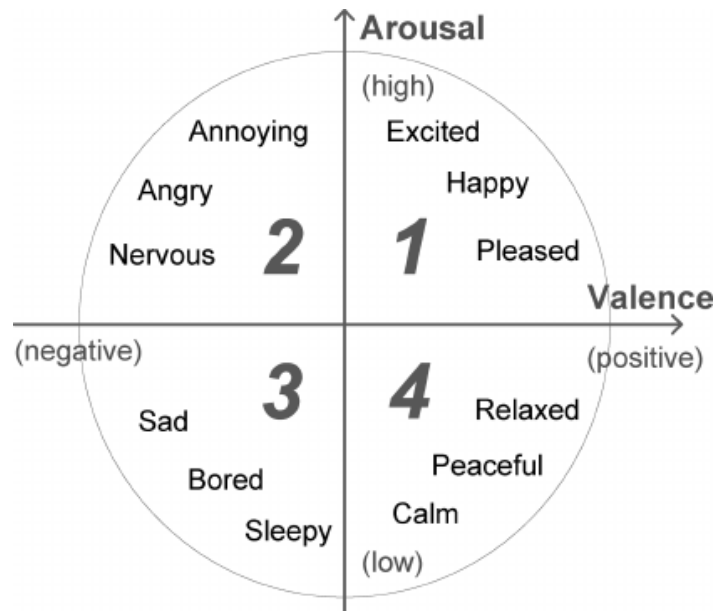 Arousal
(high)
Annoying
Excited
Angry
Happy
Nervous
2
1
Pleased
Valence
(negative)
(positive)
3
4
Sad
Relaxed
Bored
Peaceful
Sleepy
Calm
(low)